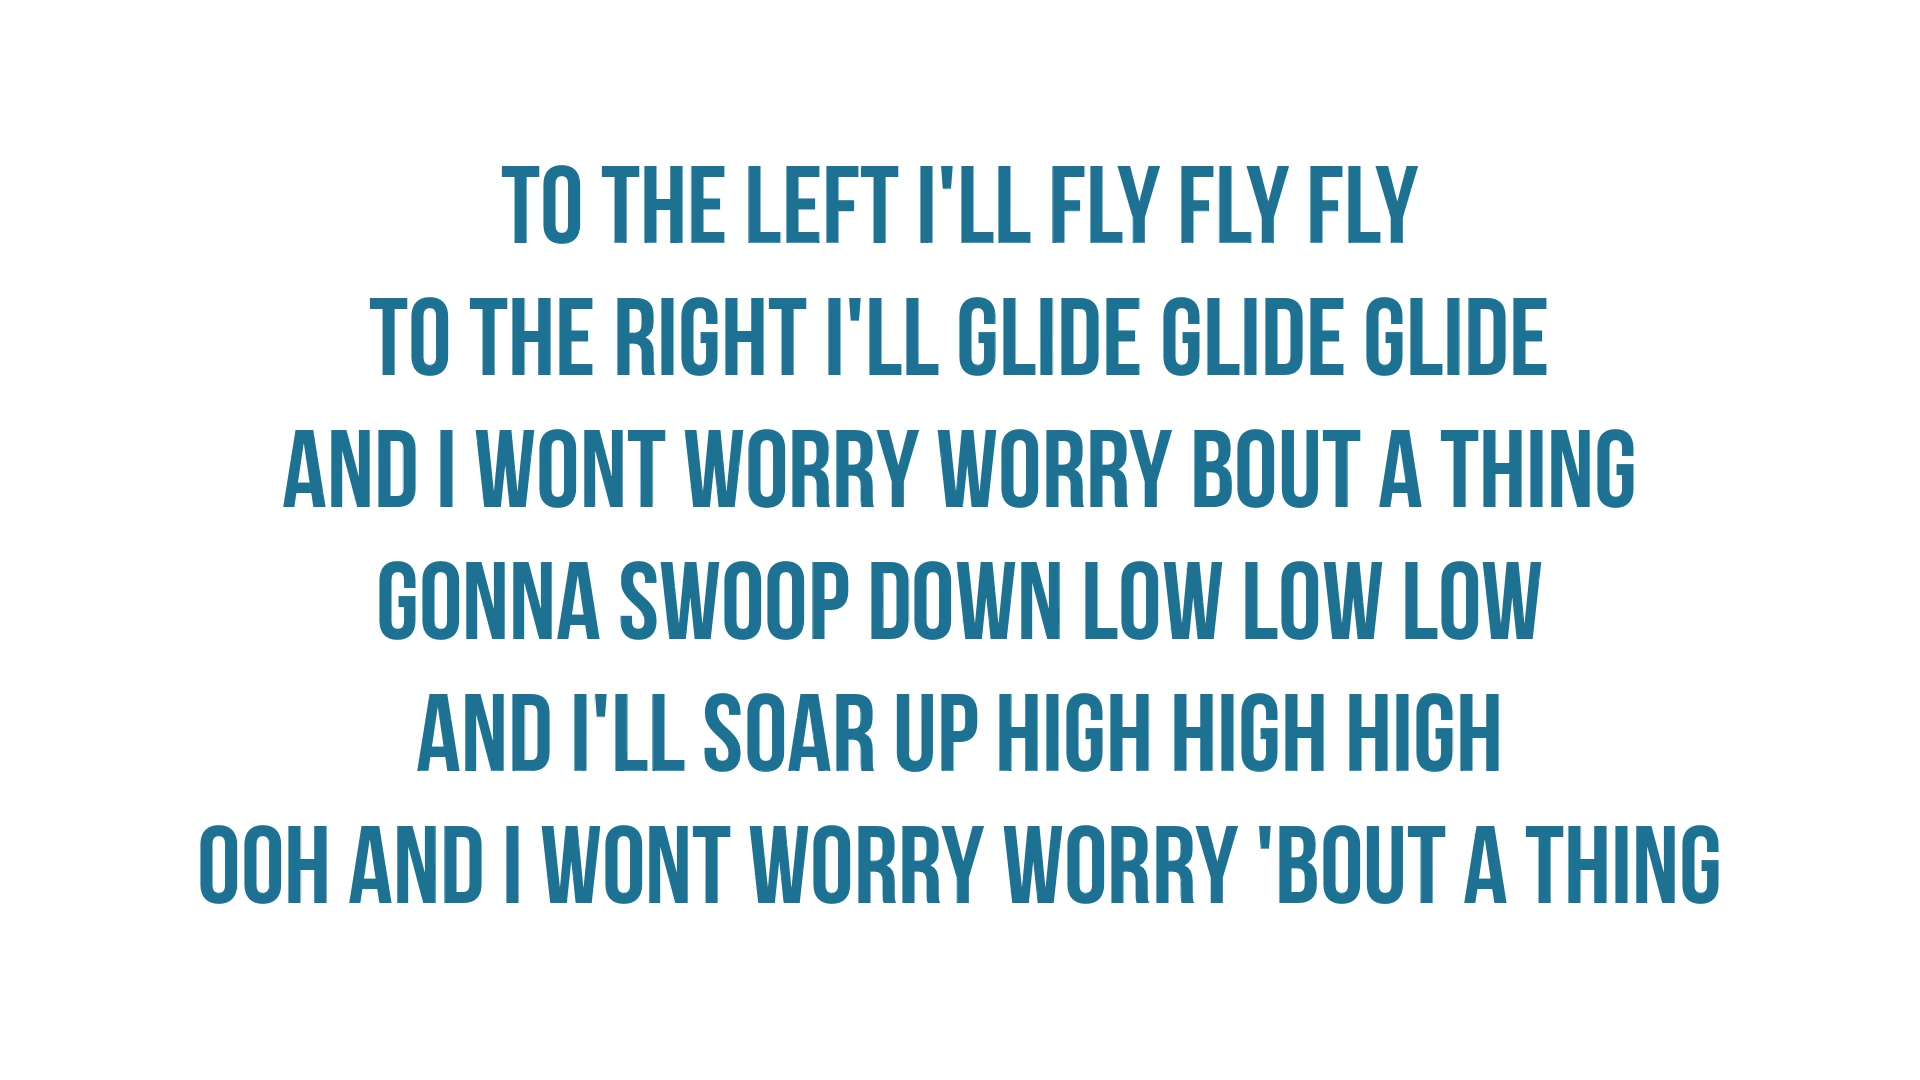 TO THE LEFT I'LL FLY FLY FLY
TO THE RIGHT I'LL GLIDE GLIDE GLIDE
AND I WONT WORRY WORRY BOUT A THING
GONNA SWOOP DOWN LOW LOW LOW
AND I'LL SOAR UP HIGH HIGH HIGH
OOH AND I WONT WORRY WORRY 'BOUT A THING